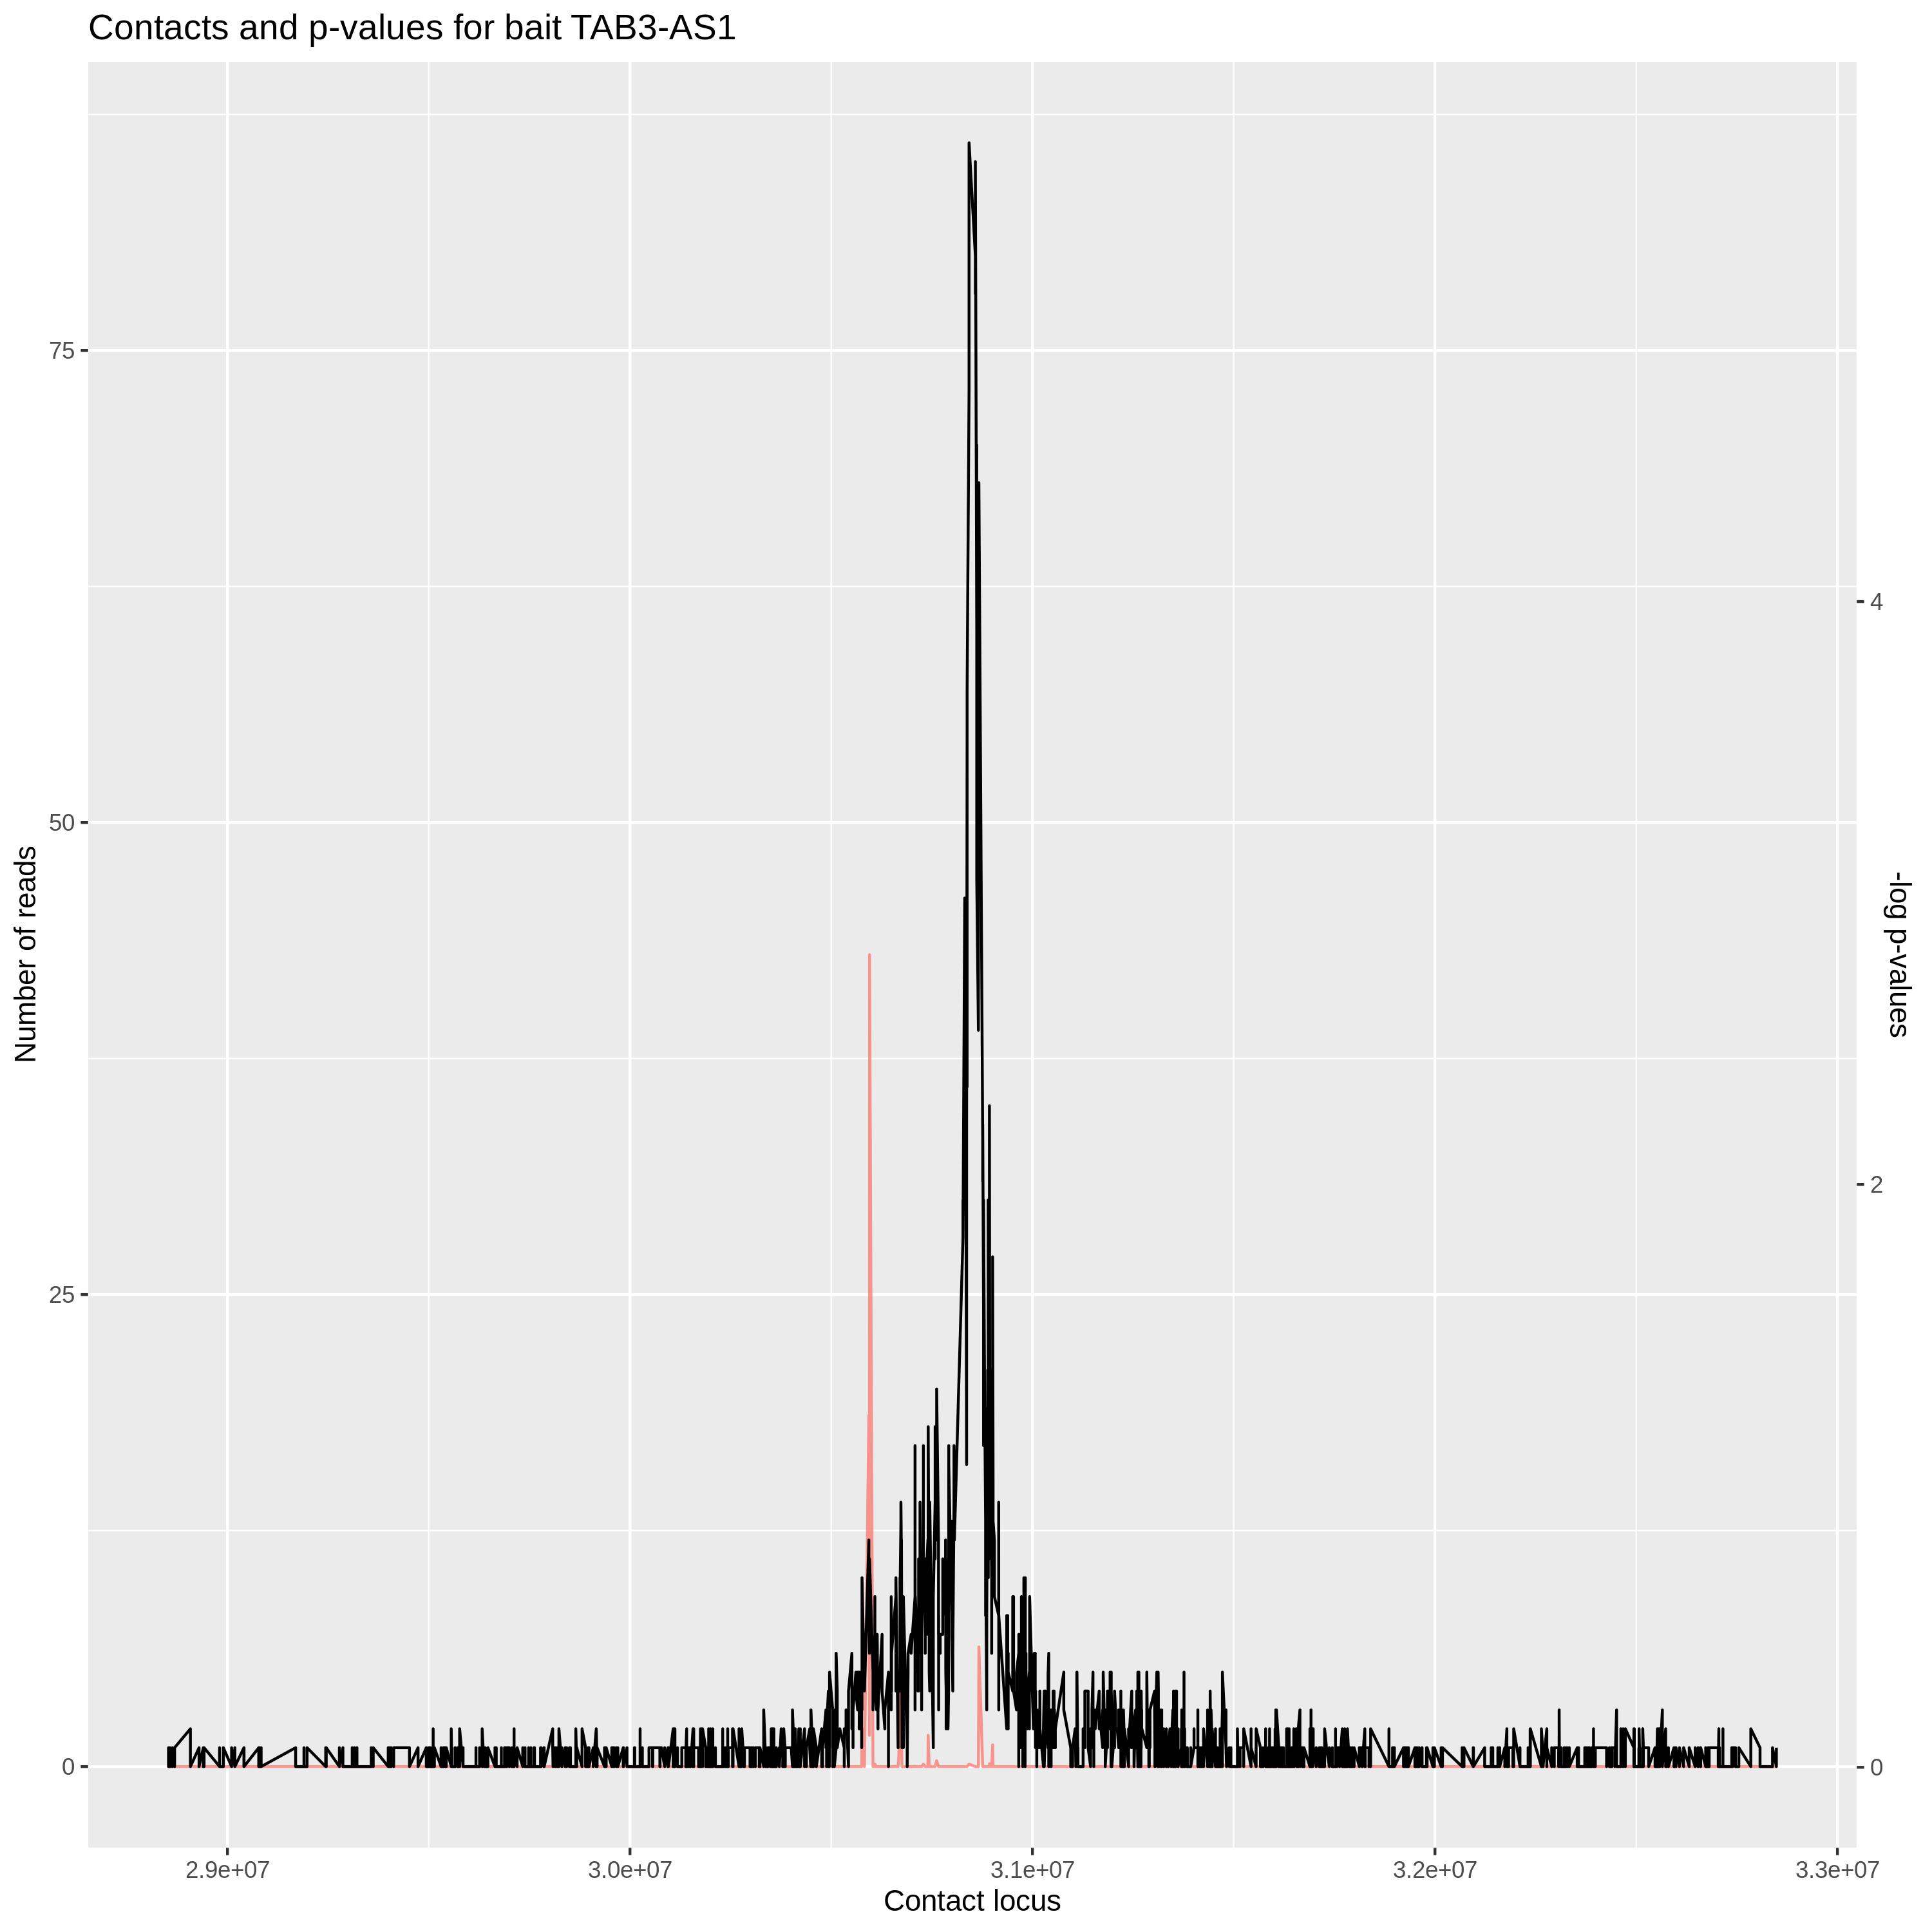 Contacts and p-values for bait TAB3-AS1
75
50
25
0
Number of reads
4
2
0
-log p-values
2.9e+07
3.0e+07
3.1e+07
3.2e+07
3.3e+07
Contact locus